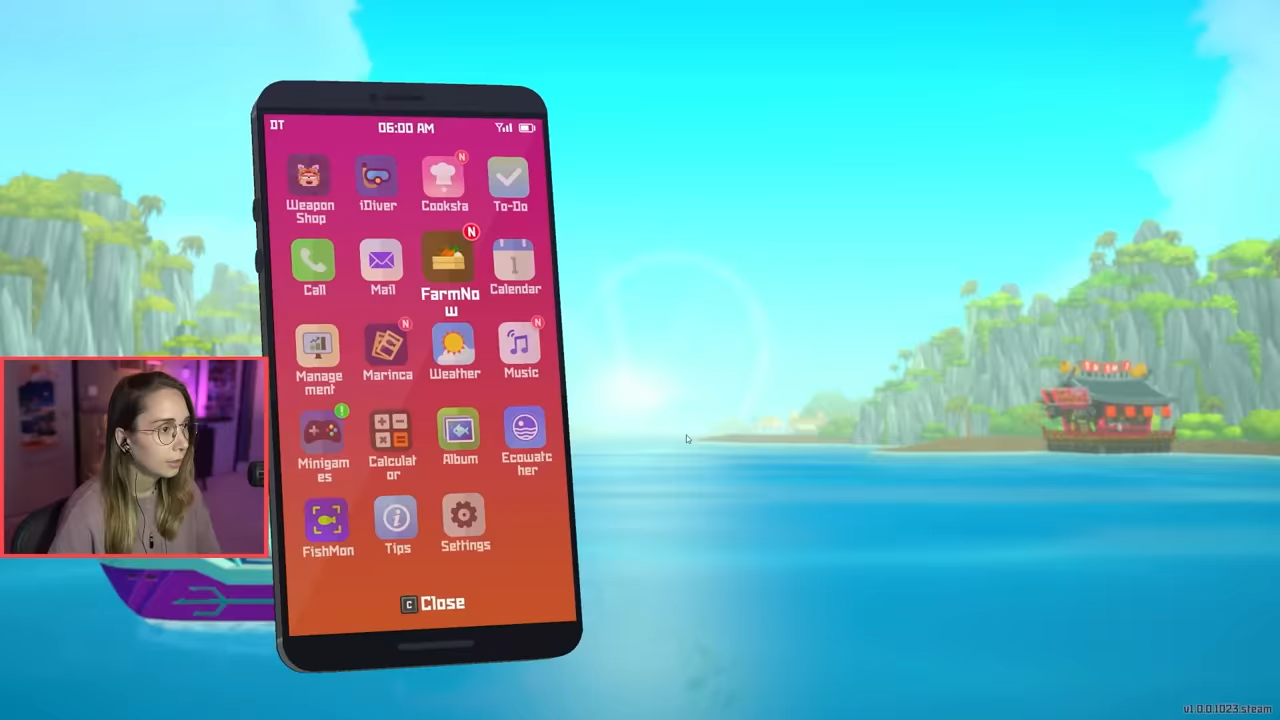 DT
06:00 AM
N
Weapon
Shop
iDiver
Cooksta
To-Do
N
1
Call
Mail
FarmNo
w
Calendar
N
N
Manage
ment
Marinca
Weather
Music
!
Minigam
es
Calculat
or
Album
Ecowatc
her
FishMon
Tips
Settings
C Close
v1.0.0.1023.steam